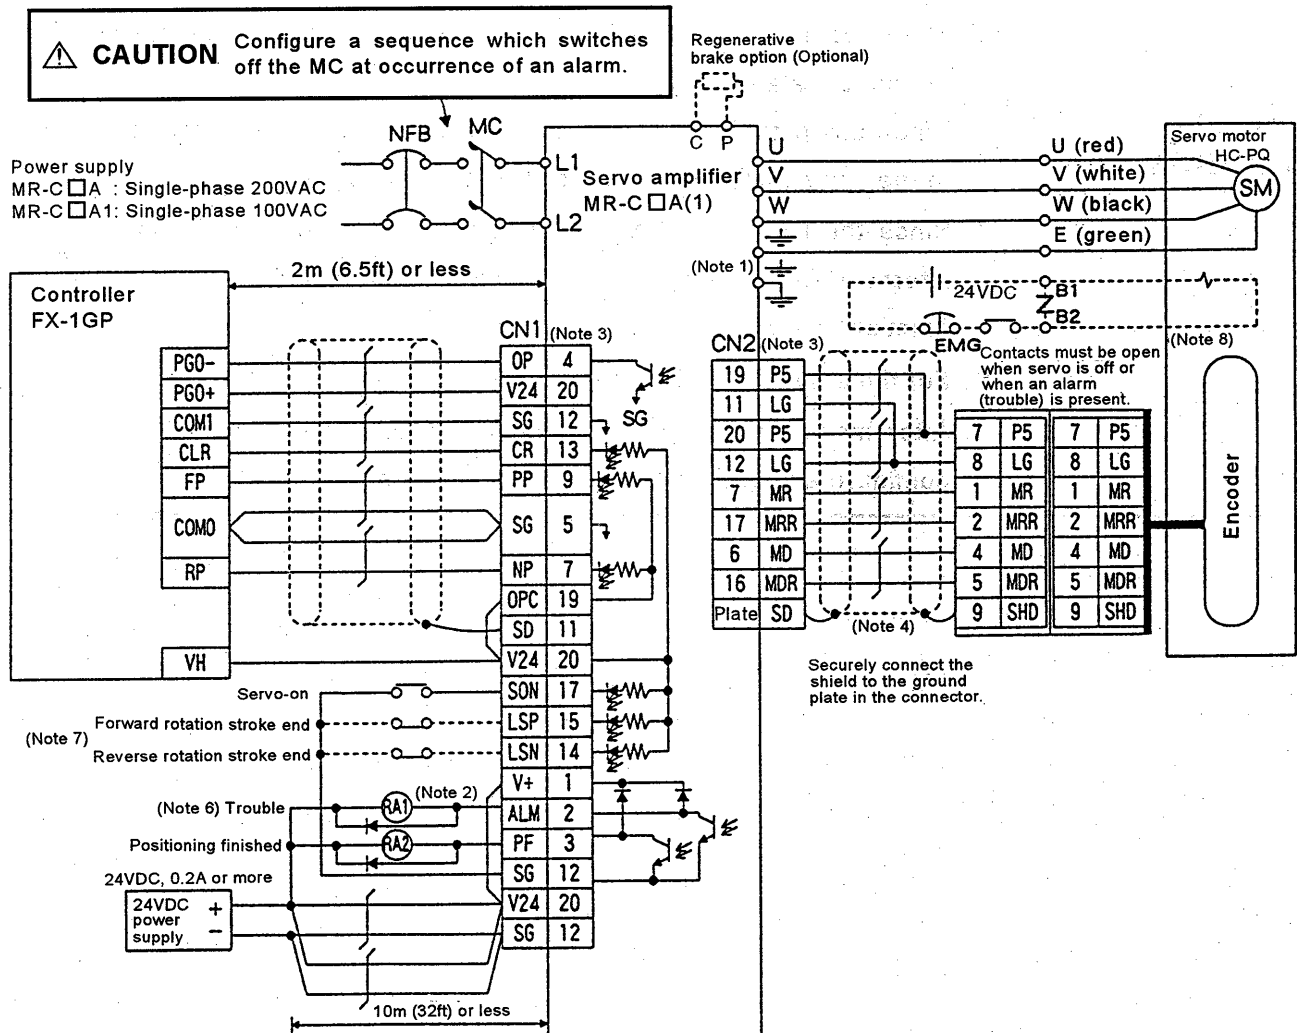 CAUTION Configure a sequence which switches
off the MC at occurrence of an alarm.
Regenerative
brake option (Optional)
NFB MC
C P
Power supply
MR-C□A : Single-phase 200VAC
MR-C□A1: Single-phase 100VAC
L1
L2
Servo amplifier
MR-C□A(1)
U
V
W
U (red)
V (white)
W (black)
E (green)
Servo motor
HC-PQ
SM
(Note 1)
2m (6.5ft) or less
Controller
FX-1GP
24VDC
B1
B2
EMG
(Note 8)
Contacts must be open
when servo is off or
when an alarm
(trouble) is present.
CN1 (Note 3)
PG0- OP 4
PG0+ V24 20
SG
COM1 SG 12
CLR CR 13
FP PP 9
COM0 SG 5
RP NP 7
OPC 19
SD 11
VH V24 20
Servo-on SON 17
Forward rotation stroke end LSP 15
(Note 7)
Reverse rotation stroke end LSN 14
V+ 1
(Note 2)
(Note 6) Trouble RA1 ALM 2
Positioning finished RA2 PF 3
SG 12
24VDC, 0.2A or more
24VDC +
power
supply -
V24 20
SG 12
10m (32ft) or less
CN2 (Note 3)
19 P5
11 LG
20 P5 7 P5 7 P5
12 LG 8 LG 8 LG
7 MR 1 MR 1 MR
17 MRR 2 MRR 2 MRR
6 MD 4 MD 4 MD
16 MDR 5 MDR 5 MDR
Plate SD 9 SHD 9 SHD
(Note 4)
Encoder
Securely connect the
shield to the ground
plate in the connector.